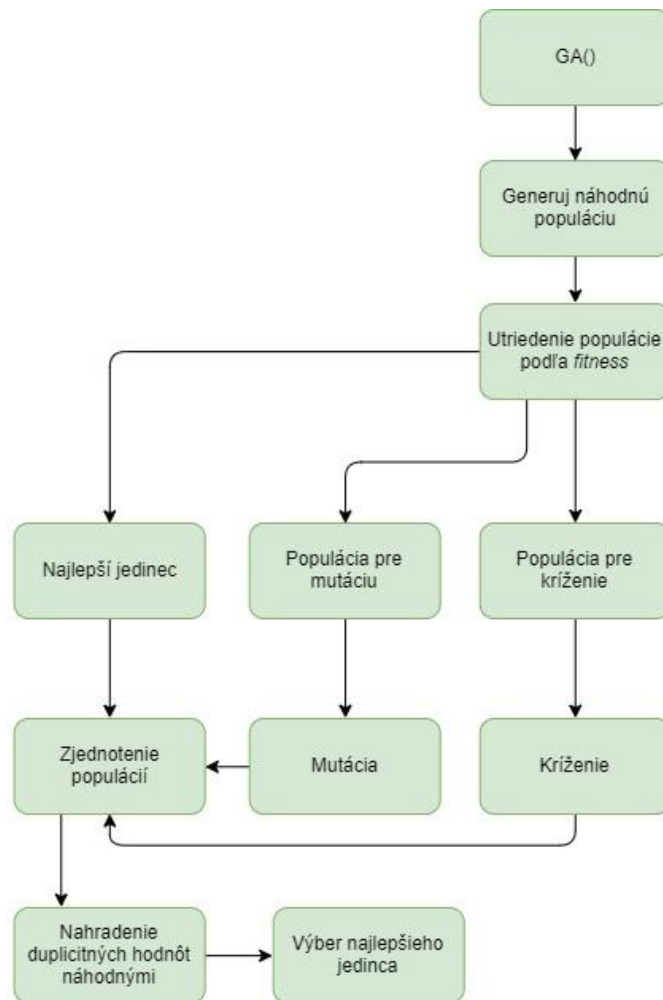 GA()
Generuj náhodnú
populáciu
Utriedenie populácie
podľa fitness
Najlepší jedinec
Populácia pre
mutáciu
Populácia pre
kríženie
Zjednotenie
populácií
Mutácia
Kríženie
Nahradenie
duplicitných hodnôt
náhodnými
Výber najlepšieho
jedinca